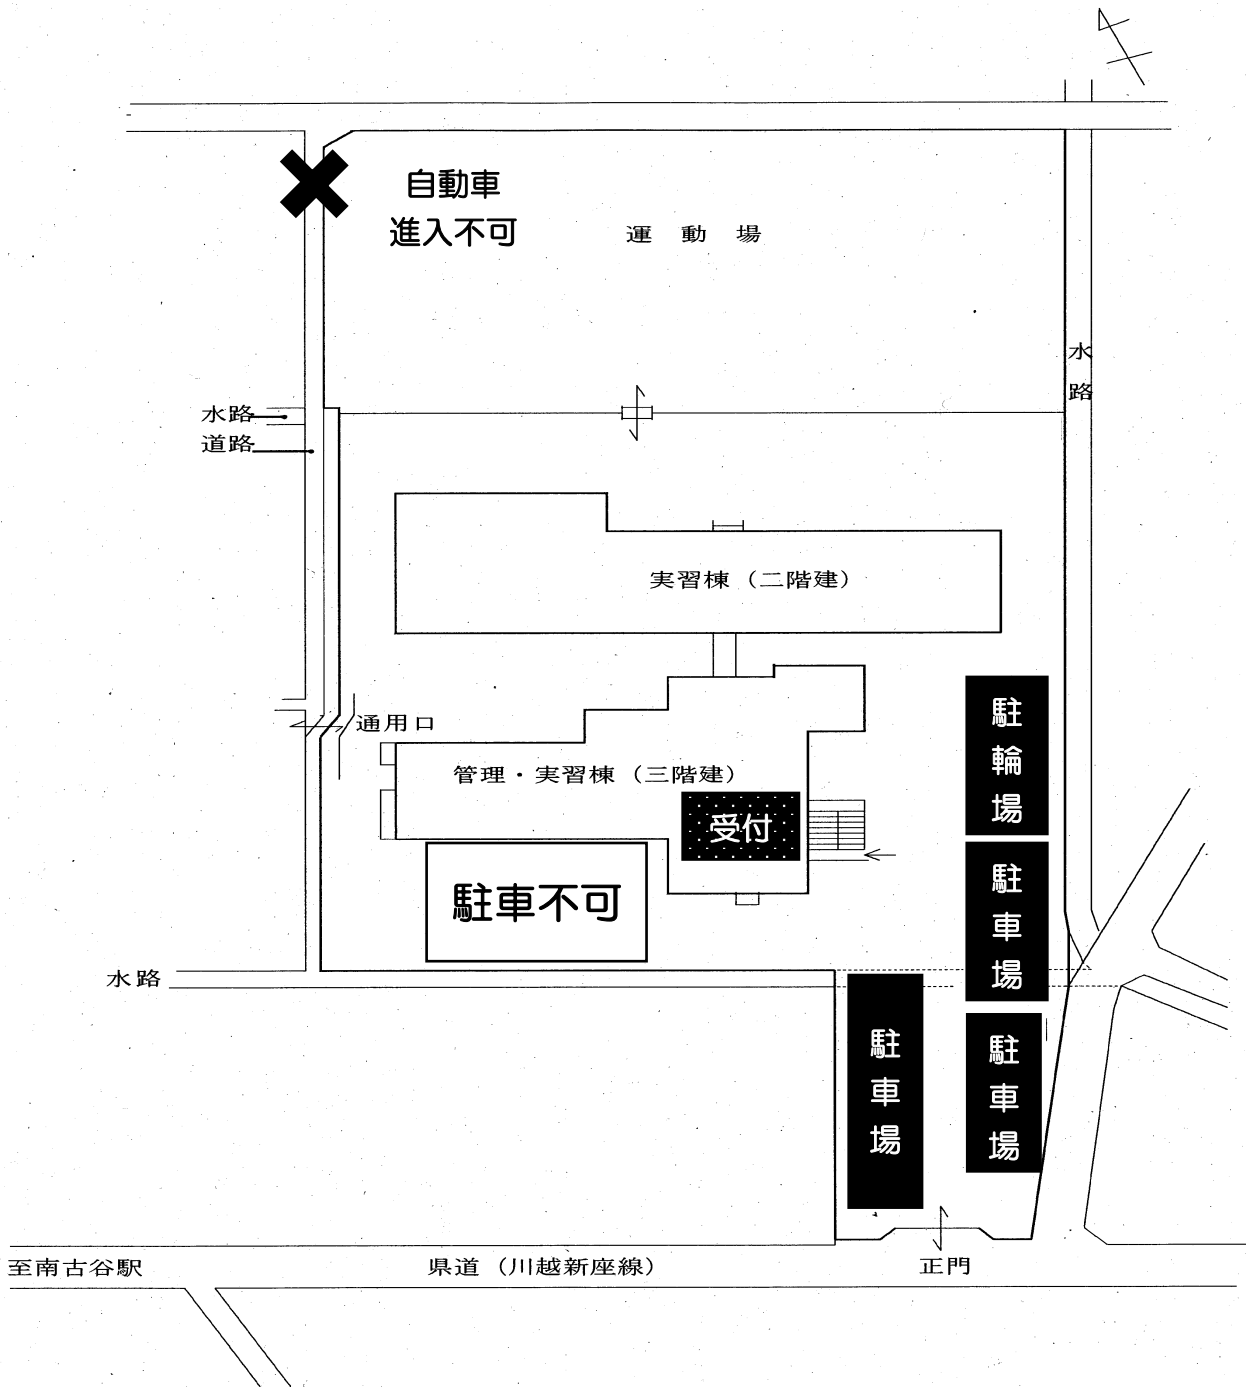 自動車
進入不可
運動場
水路
水路
道路
実習棟（二階建）
通用口
管理・実習棟（三階建）
受付
駐輪場
駐車不可
駐車場
水路
駐車場
駐車場
至南古谷駅
県道（川越新座線）
正門